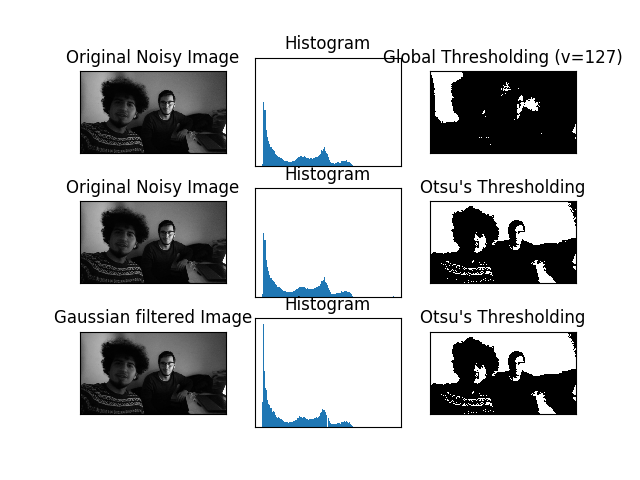 Original Noisy Image
Histogram
Global Thresholding (v=127)
Original Noisy Image
Histogram
Otsu's Thresholding
Gaussian filtered Image
Histogram
Otsu's Thresholding